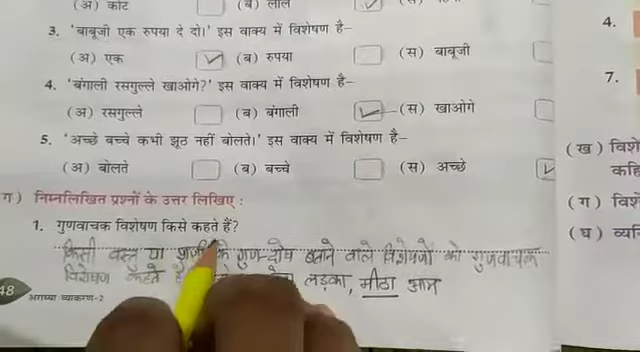 (अ) कोट (ब) लाल
3. 'बाबूजी एक रुपया दे दो।' इस वाक्य में विशेषण है–
(अ) एक (ब) रुपया (स) बाबूजी
4. 'बंगाली रसगुल्ले खाओगे?' इस वाक्य में विशेषण है–
(अ) रसगुल्ले (ब) बंगाली (स) खाओगे
5. 'अच्छे बच्चे कभी झूठ नहीं बोलते।' इस वाक्य में विशेषण है–
(अ) बोलते (ब) बच्चे (स) अच्छे
ग) निम्नलिखित प्रश्नों के उत्तर लिखिए :
1. गुणवाचक विशेषण किसे कहते हैं?
किसी वस्तु या प्राणी के गुण-दोष बताने वाले विशेषणों को गुणवाचक
विशेषण कहते लड़का, मीठा आम
48 अराध्या व्याकरण-2
4.
7.
(ख) विशे
कहि
(ग) विशे
(घ) व्यक्ति